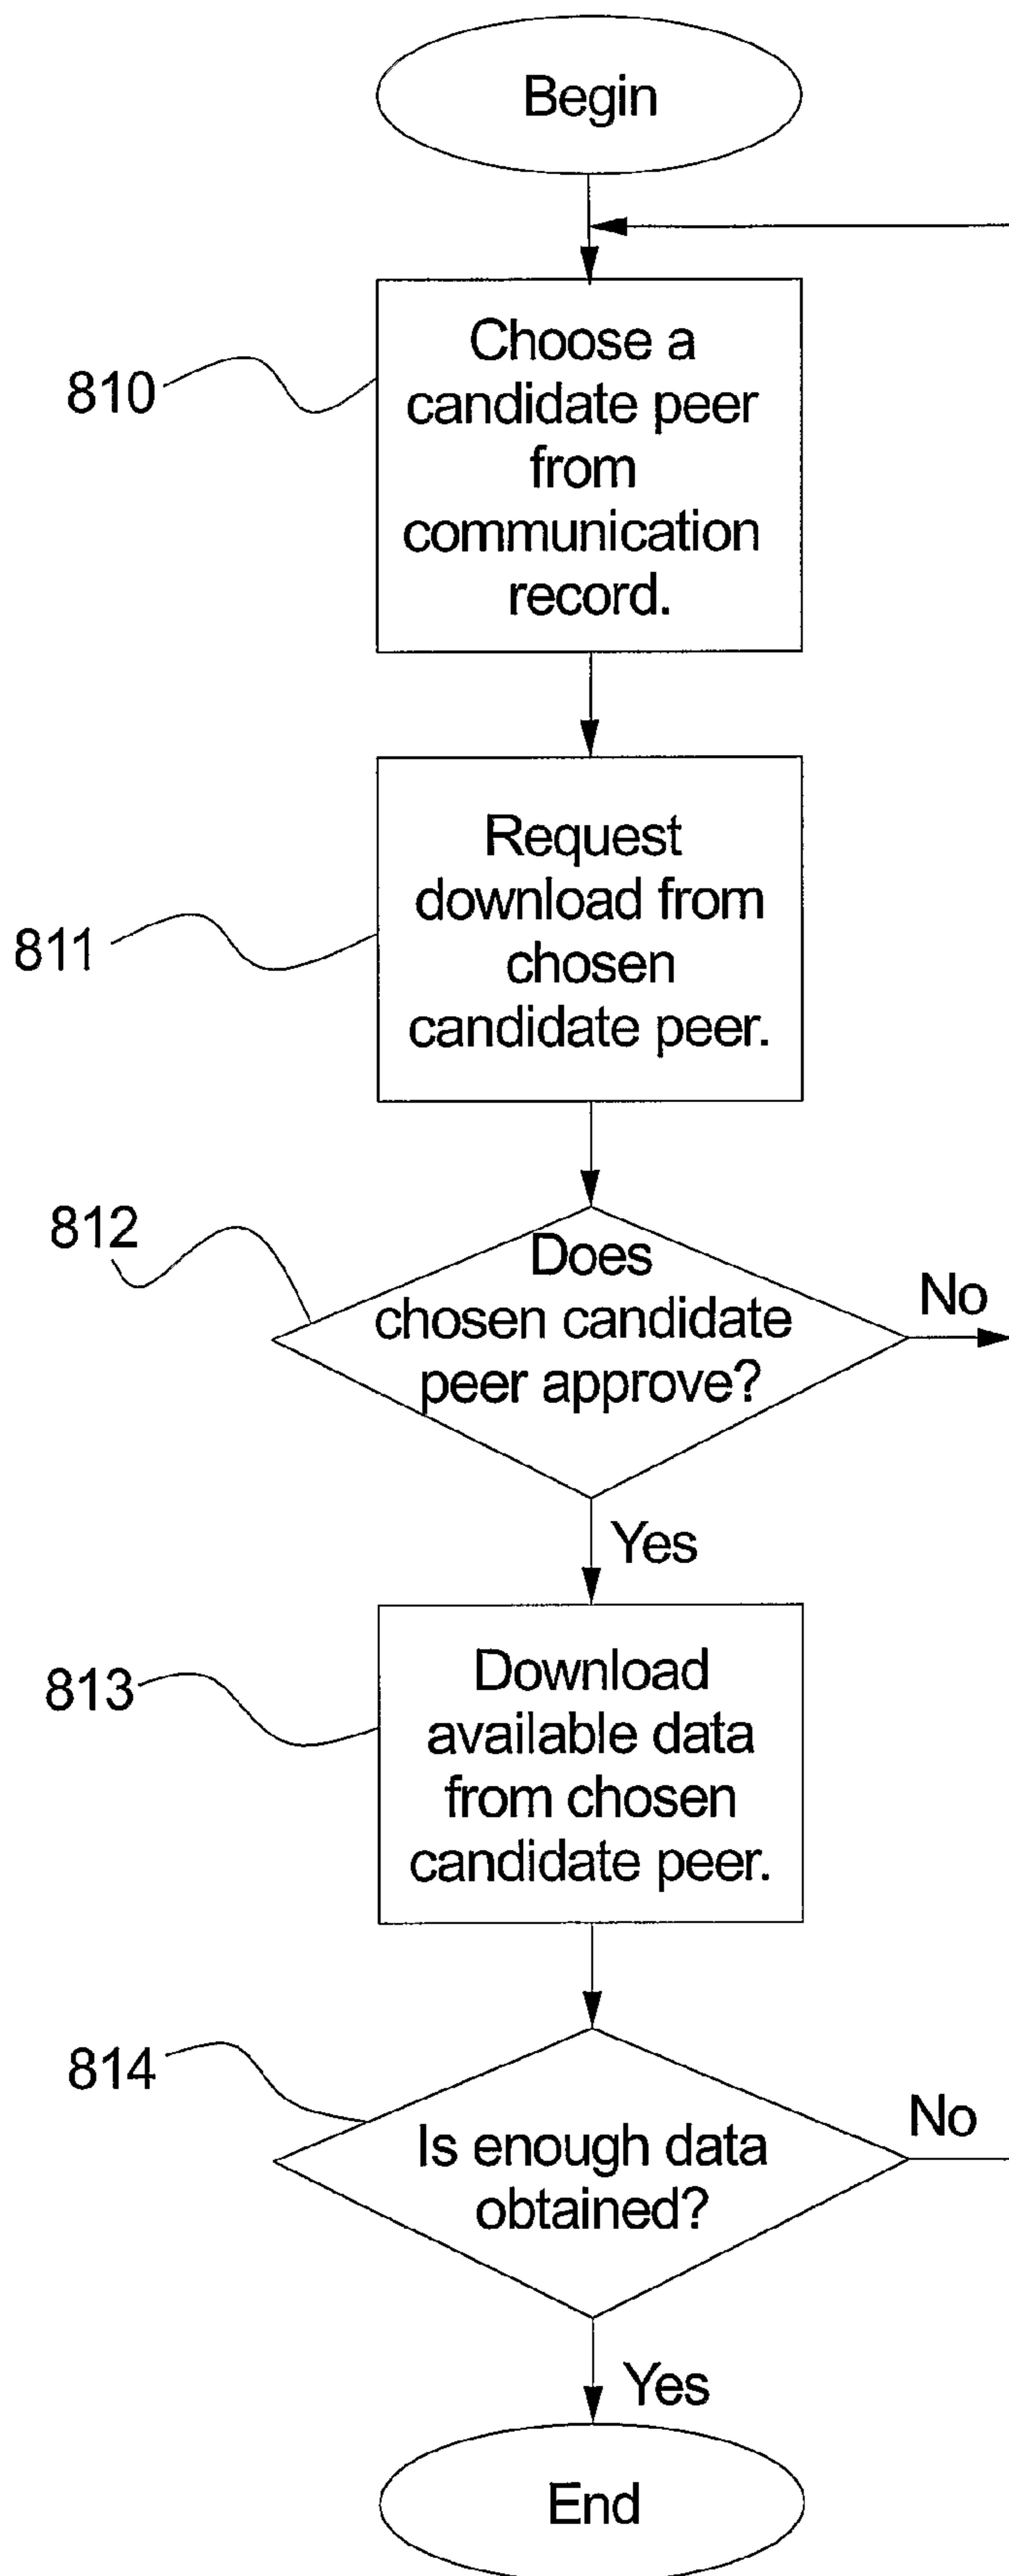 Begin
810
Choose a
candidate peer
from
communication
record.
811
Request
download from
chosen
candidate peer.
812
Does
chosen candidate
peer approve?
No
Yes
813
Download
available data
from chosen
candidate peer.
814
Is enough data
obtained?
No
Yes
End